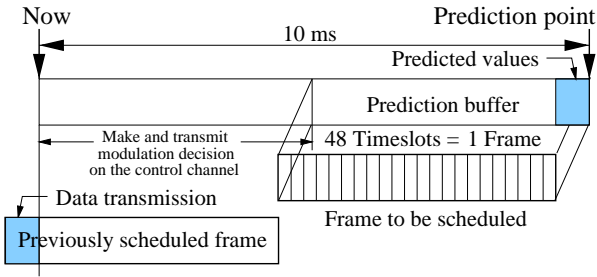 Now
Prediction point
10 ms
Predicted values
Prediction buffer
Make and transmit
modulation decision
on the control channel
48 Timeslots = 1 Frame
Data transmission
Frame to be scheduled
Previously scheduled frame